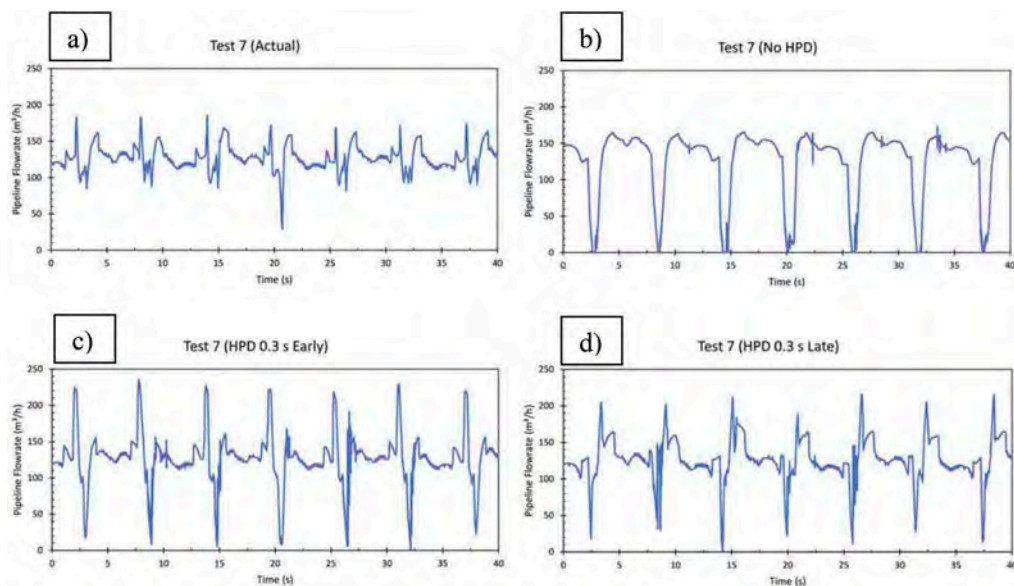 a)
Test 7 (Actual)
Pipeline Flowrate (m³/h)
250
200
150
100
50
0
0 5 10 15 20 25 30 35 40
Time (s)
b)
Test 7 (No HPD)
Pipeline Flowrate (m³/h)
250
200
150
100
50
0
0 5 10 15 20 25 30 35 40
Time (s)
c)
Test 7 (HPD 0.3 s Early)
Pipeline Flowrate (m³/h)
250
200
150
100
50
0
0 5 10 15 20 25 30 35 40
Time (s)
d)
Test 7 (HPD 0.3 s Late)
Pipeline Flowrate (m³/h)
250
200
150
100
50
0
0 5 10 15 20 25 30 35 40
Time (s)